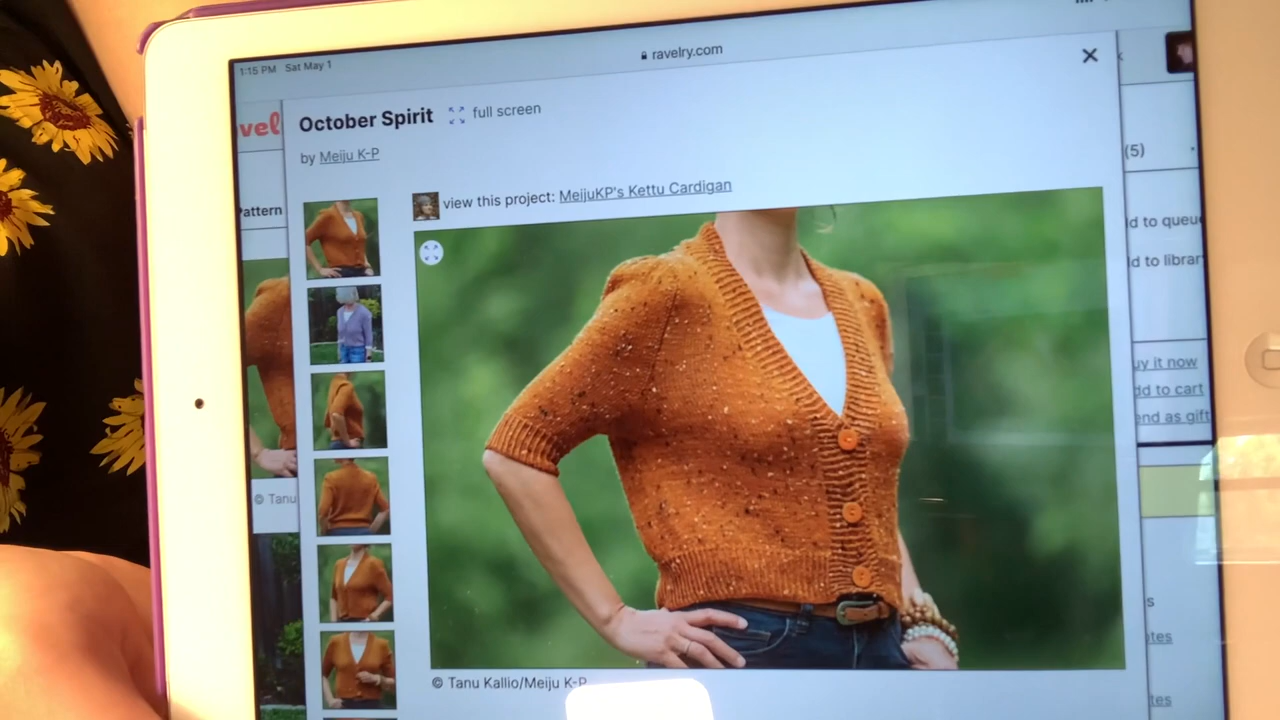 1:15 PM Sat May 1
ravelry.com
October Spirit full screen
by Meiju K-P
view this project: MeijuKP's Kettu Cardigan
vel
(5)
Pattern
d to queue
d to librar
uy it now
dd to cart
end as gift
© Tanu
© Tanu Kallio/Meiju K-P
s
tes
tes